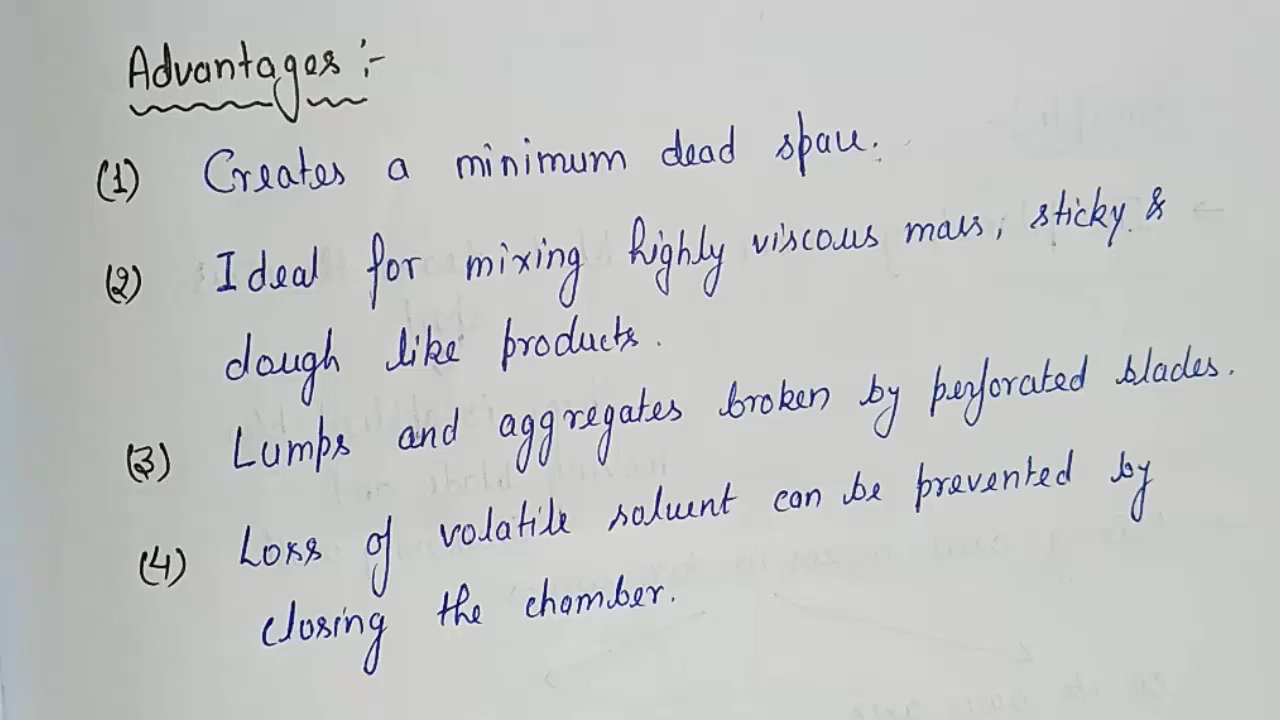 Advantages :-
(1) Creates a minimum dead space.
(2) Ideal for mixing highly viscous mass, sticky &
dough like products.
(3) Lumps and aggregates broken by perforated blades.
(4) Loss of volatile solvent can be prevented by
closing the chamber.